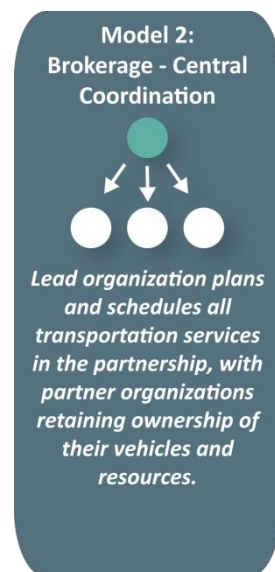 Model 2:
Brokerage - Central
Coordination
Lead organization plans
and schedules all
transportation services
in the partnership, with
partner organizations
retaining ownership of
their vehicles and
resources.